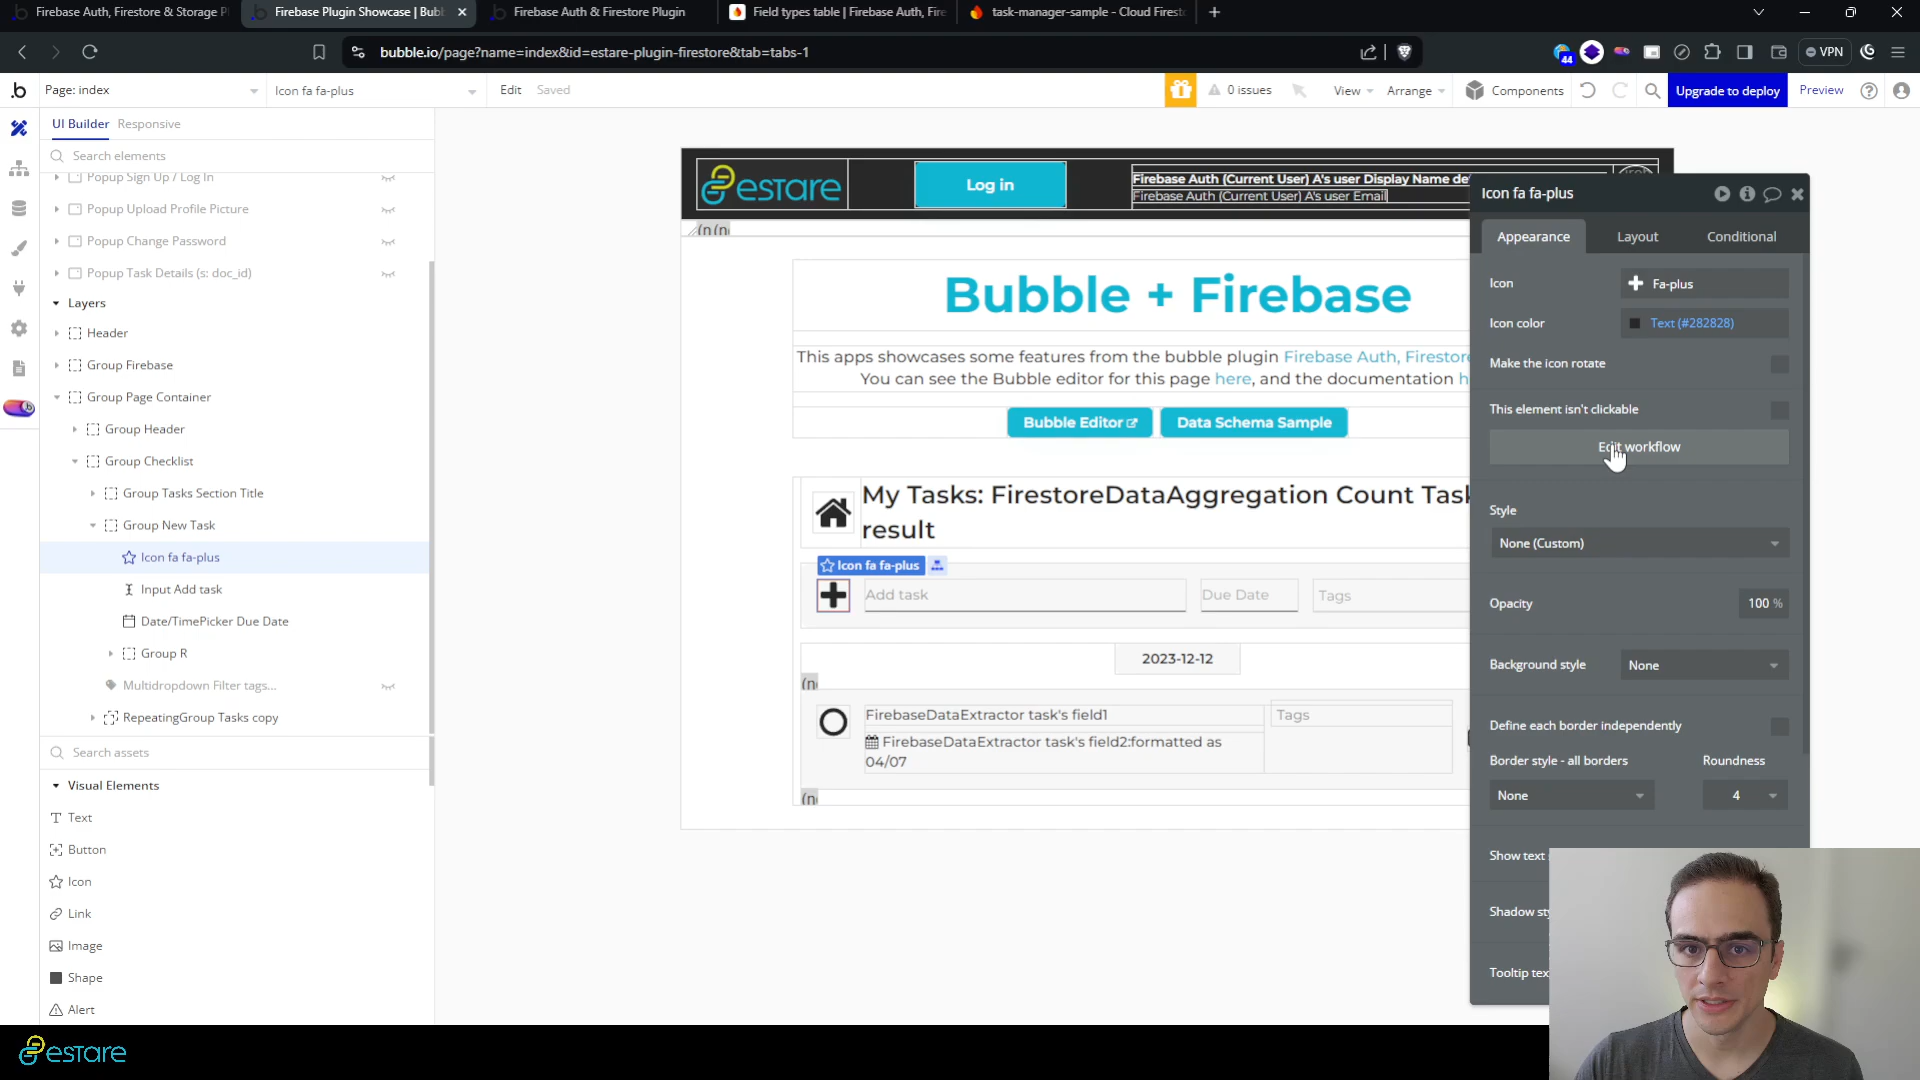 Firebase Auth, Firestore & Storage P
Firebase Plugin Showcase | Bub
Firebase Auth & Firestore Plugin
Field types table | Firebase Auth, Fire
task-manager-sample - Cloud Firest
bubble.io/page?name=index&id=estare-plugin-firestore&tab=tabs-1
44
VPN
Page: index
Icon fa fa-plus
Edit
Saved
0 issues
View
Arrange
Components
Upgrade to deploy
Preview
UI Builder
Responsive
Search elements
Popup Sign Up / Log In
Popup Upload Profile Picture
Popup Change Password
Popup Task Details (s: doc_id)
Layers
Header
Group Firebase
Group Page Container
Group Header
Group Checklist
Group Tasks Section Title
Group New Task
Icon fa fa-plus
Input Add task
Date/TimePicker Due Date
Group R
Multidropdown Filter tags...
RepeatingGroup Tasks copy
Search assets
Visual Elements
Text
Button
Icon
Link
Image
Shape
Alert
estare
Log in
Firebase Auth (Current User) A's user Display Name de
Firebase Auth (Current User) A's user Email
Bubble + Firebase
This apps showcases some features from the bubble plugin Firebase Auth, Firestore
You can see the Bubble editor for this page here, and the documentation h
Bubble Editor
Data Schema Sample
My Tasks: FirestoreDataAggregation Count Task
result
Icon fa fa-plus
Add task
Due Date
Tags
2023-12-12
FirebaseDataExtractor task's field1
Tags
FirebaseDataExtractor task's field2:formatted as
04/07
Icon fa fa-plus
Appearance
Layout
Conditional
Icon
Fa-plus
Icon color
Text (#282828)
Make the icon rotate
This element isn't clickable
Edit workflow
Style
None (Custom)
Opacity
100 %
Background style
None
Define each border independently
Border style - all borders
Roundness
None
4
Show text
Shadow sty
Tooltip tex
estare